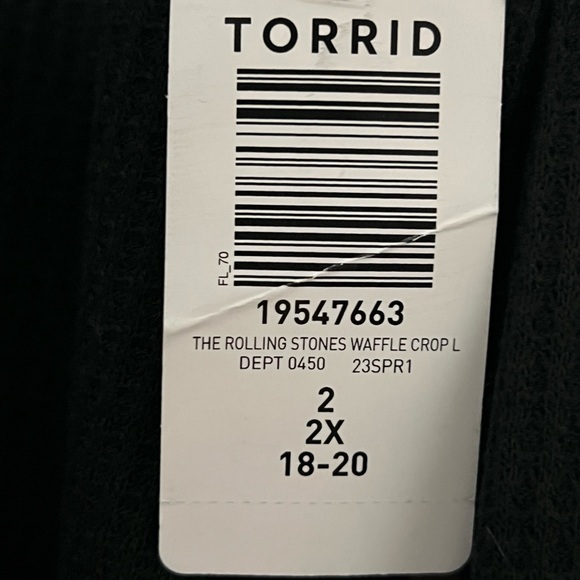 TORRID
FL_70
19547663
THE ROLLING STONES WAFFLE CROP L
DEPT 0450 23SPR1
2
2X
18-20